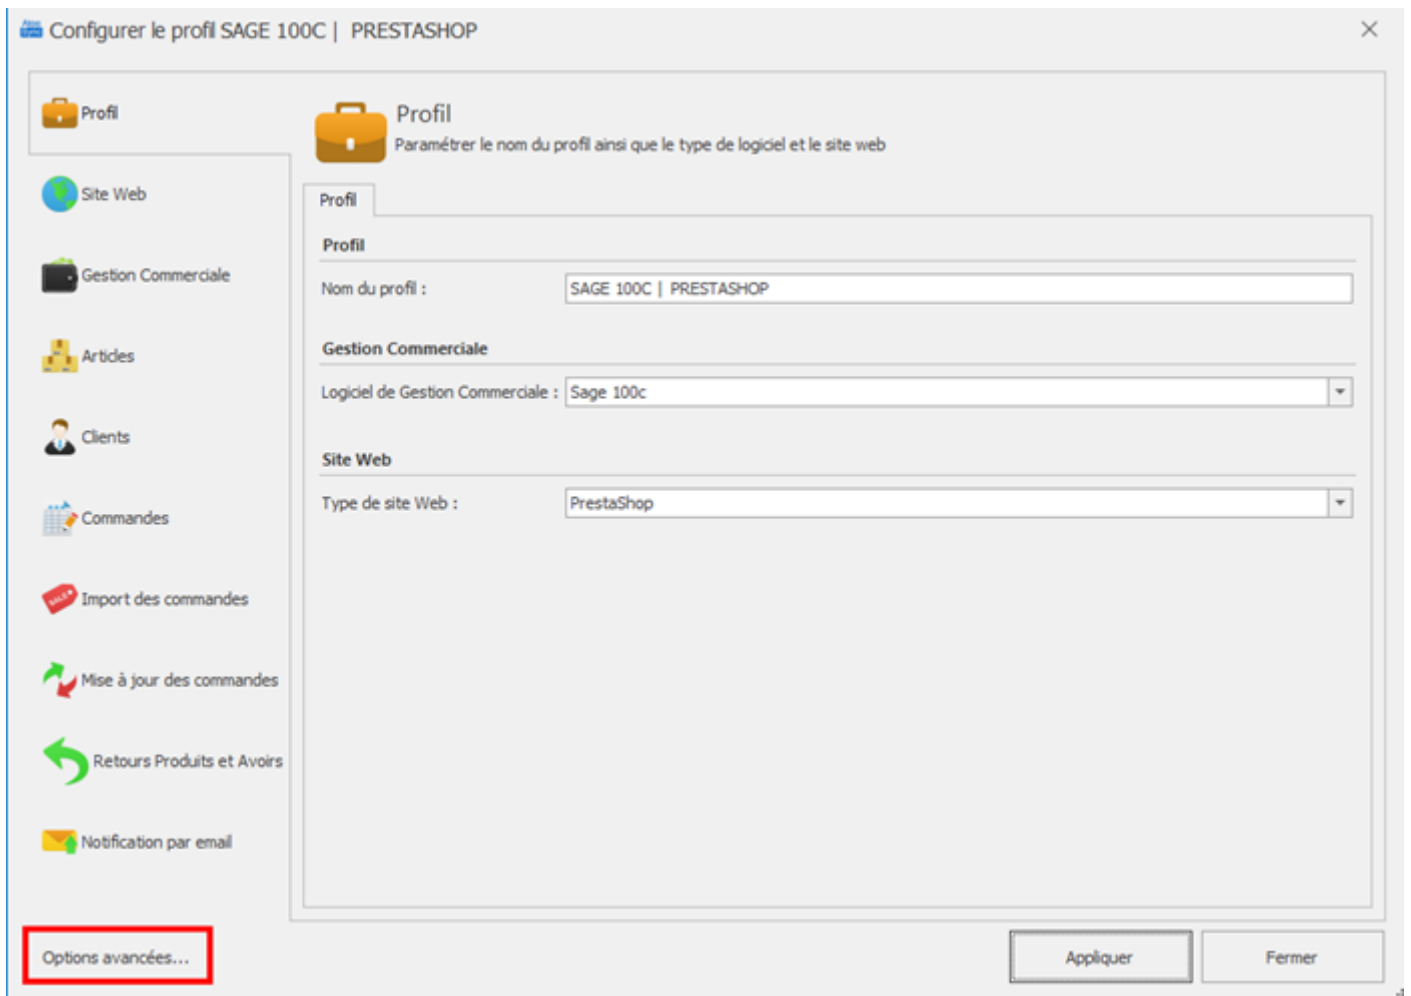 Configurer le profil SAGE 100C | PRESTASHOP
Profil
Site Web
Gestion Commerciale
Articles
Clients
Commandes
Import des commandes
Mise à jour des commandes
Retours Produits et Avoirs
Notification par email
Profil
Paramétrer le nom du profil ainsi que le type de logiciel et le site web
Profil
Profil
Nom du profil : SAGE 100C | PRESTASHOP
Gestion Commerciale
Logiciel de Gestion Commerciale : Sage 100c
Site Web
Type de site Web : PrestaShop
Options avancées... Appliquer Fermer